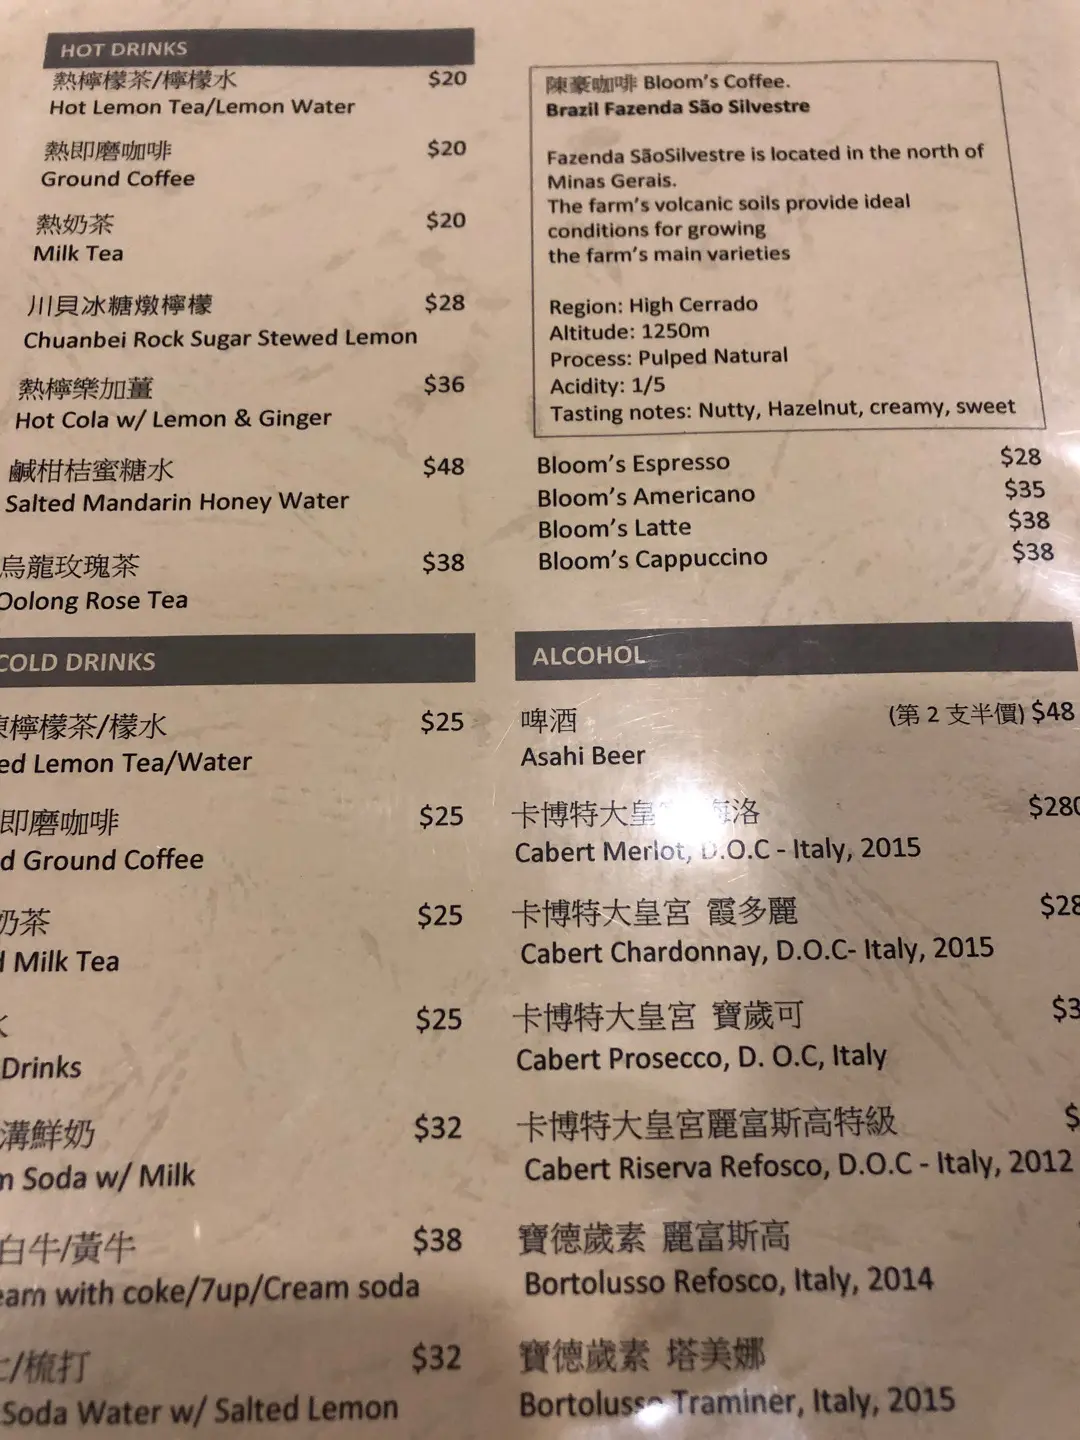 HOT DRINKS
熱檸檬茶/檸檬水 $20
Hot Lemon Tea/Lemon Water
熱即磨咖啡 $20
Ground Coffee
熱奶茶 $20
Milk Tea
川貝冰糖燉檸檬 $28
Chuanbei Rock Sugar Stewed Lemon
熱檸樂加薑 $36
Hot Cola w/ Lemon & Ginger
鹹柑桔蜜糖水 $48
Salted Mandarin Honey Water
烏龍玫瑰茶 $38
Oolong Rose Tea
陳豪咖啡 Bloom's Coffee.
Brazil Fazenda São Silvestre
Fazenda SãoSilvestre is located in the north of
Minas Gerais.
The farm's volcanic soils provide ideal
conditions for growing
the farm's main varieties
Region: High Cerrado
Altitude: 1250m
Process: Pulped Natural
Acidity: 1/5
Tasting notes: Nutty, Hazelnut, creamy, sweet
Bloom's Espresso $28
Bloom's Americano $35
Bloom's Latte $38
Bloom's Cappuccino $38
COLD DRINKS
檸檬茶/檬水 $25
Lemon Tea/Water
即磨咖啡 $25
Ground Coffee
奶茶 $25
Milk Tea
$25
Drinks
溝鮮奶 $32
Soda w/ Milk
白牛/黃牛 $38
with coke/7up/Cream soda
/梳打 $32
Soda Water w/ Salted Lemon
ALCOHOL
啤酒 (第 2 支半價) $48
Asahi Beer
卡博特大皇 洛 $280
Cabert Merlot, D.O.C - Italy, 2015
卡博特大皇宮 霞多麗
Cabert Chardonnay, D.O.C- Italy, 2015
卡博特大皇宮 寶歲可
Cabert Prosecco, D. O.C, Italy
卡博特大皇宮麗富斯高特級
Cabert Riserva Refosco, D.O.C - Italy, 2012
寶德歲素 麗富斯高
Bortolusso Refosco, Italy, 2014
寶德歲素 塔美娜
Bortolusso Traminer, Italy, 2015